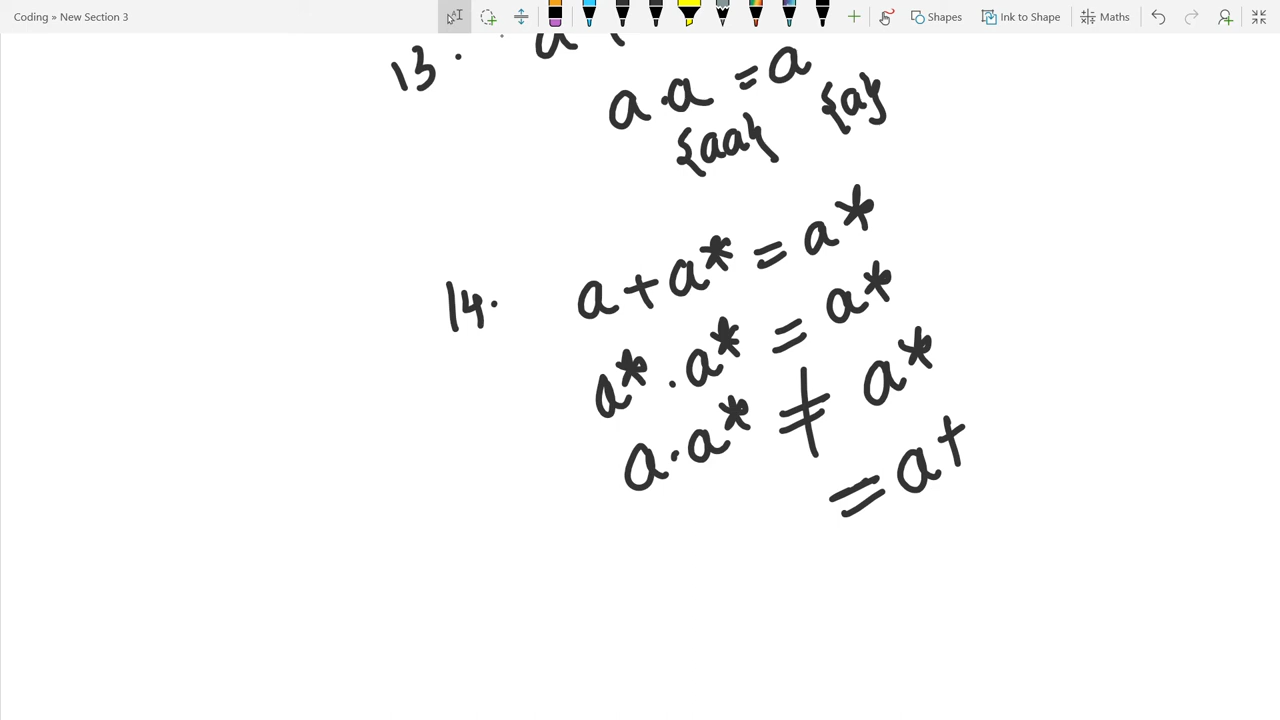 Coding » New Section 3
Shapes Ink to Shape Maths
13.
a.a = a
{aa} {a}
14. a + a* = a*
a* . a* = a*
a . a* ≠ a*
= a+